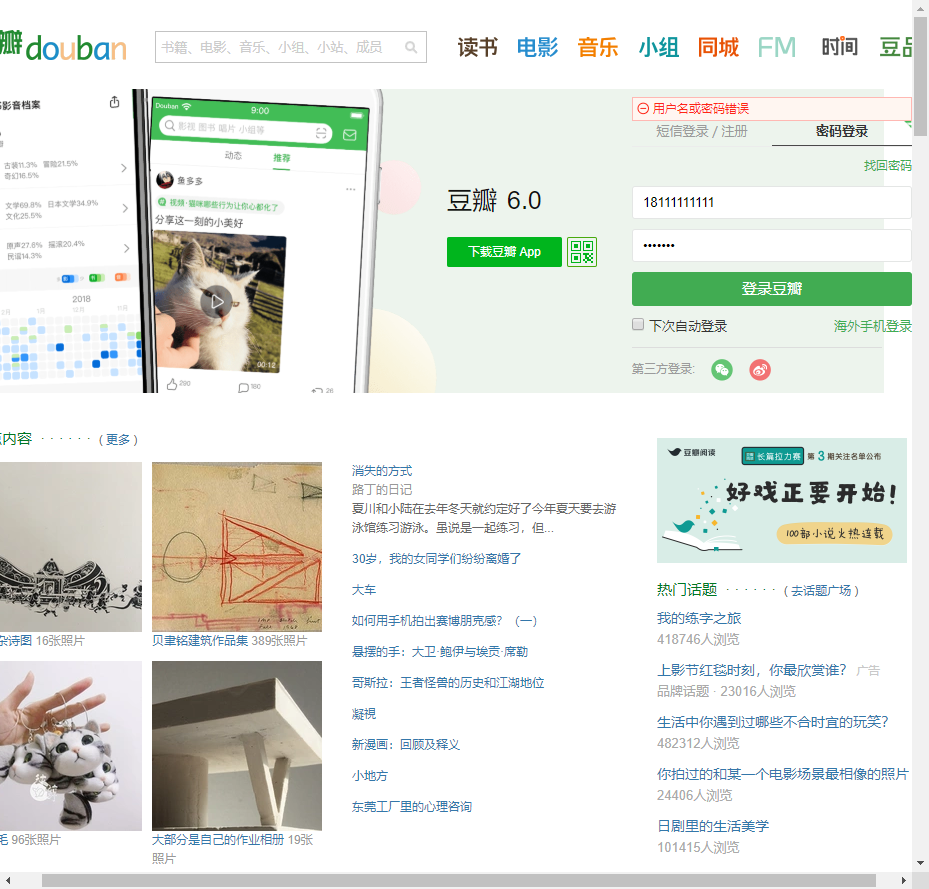 瓣douban
书籍、电影、音乐、小组、小站、成员
读书 电影 音乐 小组 同城 FM 时间 豆品
书影音档案
古装11.3% 冒险21.5%
奇幻16.5%
文学69.8% 日本文学34.9%
文化25.5%
原声27.6% 摇滚20.4%
民谣14.3%
2018
Douban
9:00
影视 图书 唱片 小组等
动态 推荐
鱼多多
视频·猫咪哪些行为让你心都化了
分享这一刻的小美好
00:12
290 180 26
豆瓣 6.0
下载豆瓣 App
用户名或密码错误
短信登录 / 注册 密码登录
找回密码
18111111111
•••••••
登录豆瓣
下次自动登录 海外手机登录
第三方登录:
内容 · · · · · · ( 更多 )
杂诗图 16张照片
贝聿铭建筑作品集 389张照片
毛 96张照片
大部分是自己的作业相册 19张
照片
消失的方式
路丁的日记
夏川和小陆在去年冬天就约定好了今年夏天要去游
泳馆练习游泳。虽说是一起练习，但...
30岁，我的女同学们纷纷离婚了
大车
如何用手机拍出赛博朋克感？（一）
悬摆的手：大卫·鲍伊与埃贡·席勒
哥斯拉：王者怪兽的历史和江湖地位
凝視
新漫画：回顾及释义
小地方
东莞工厂里的心理咨询
豆瓣阅读
长篇拉力赛 第3期关注名单公布
好戏正要开始!
100部小说火热连载
热门话题 · · · · · · ( 去话题广场 )
我的练字之旅
418746人浏览
上影节红毯时刻，你最欣赏谁？ 广告
品牌话题 · 23016人浏览
生活中你遇到过哪些不合时宜的玩笑？
482312人浏览
你拍过的和某一个电影场景最相像的照片
24406人浏览
日剧里的生活美学
101415人浏览